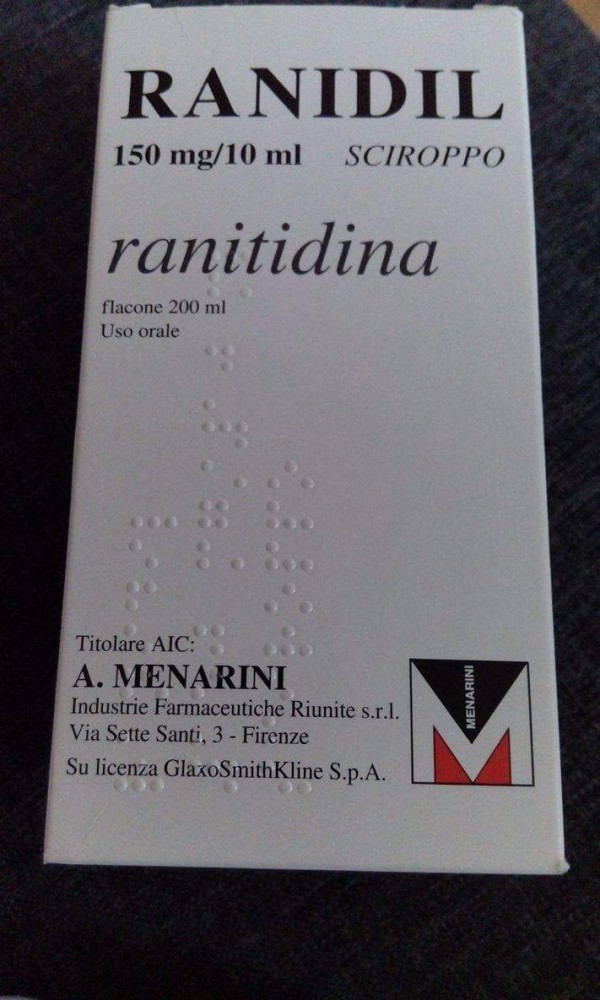 RANIDIL
150 mg/10 ml SCIROPPO
ranitidina
flacone 200 ml
Uso orale
Titolare AIC:
A. MENARINI
Industrie Farmaceutiche Riunite s.r.l.
Via Sette Santi, 3 - Firenze
Su licenza GlaxoSmithKline S.p.A.
MENARINI